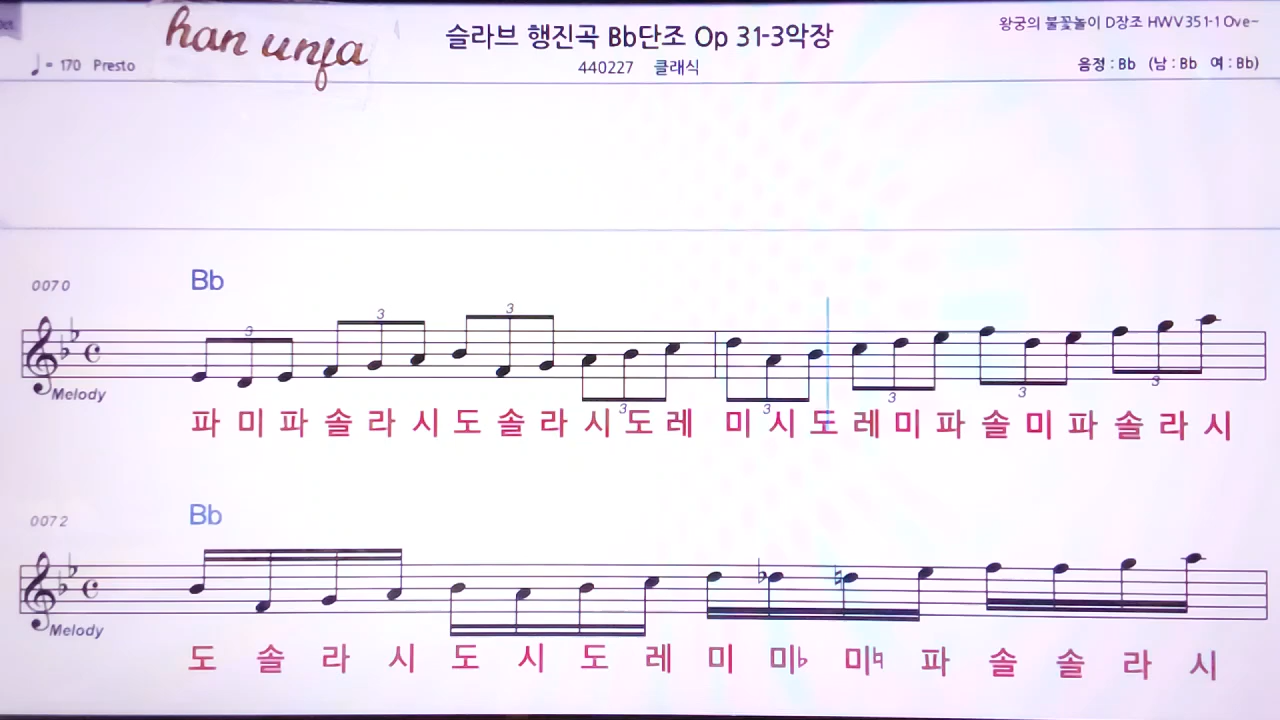 han unja
슬라브 행진곡 Bb단조 Op 31-3악장
왕궁의 불꽃놀이 D장조 HWV351-1 Ove~
♩= 170 Presto
440227 클래식
음정 : Bb (남 : Bb 여 : Bb)
0070
Bb
3 3 3 3 3 3 3 3
Melody
파 미 파 솔 라 시 도 솔 라 시 도 레 미 시 도 레 미 파 솔 미 파 솔 라 시
0072
Bb
Melody
도 솔 라 시 도 시 도 레 미 미♭ 미♮ 파 솔 솔 라 시